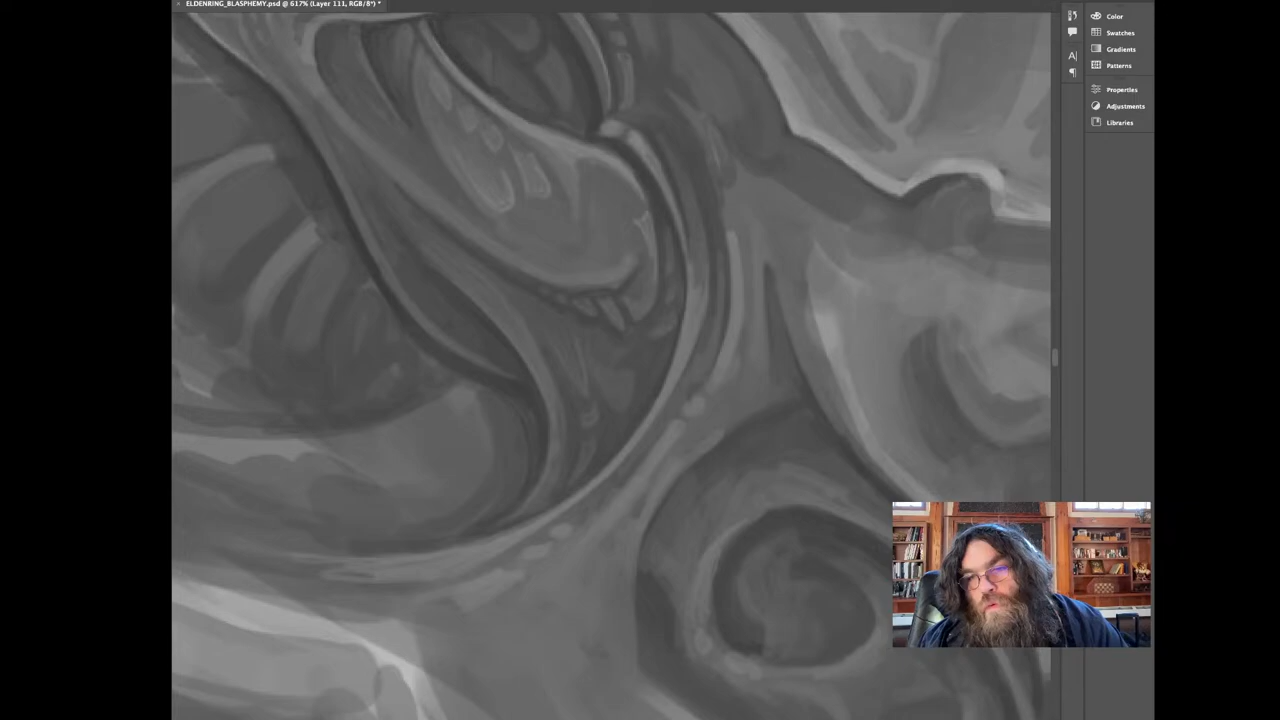 × ELDENRING_BLASPHEMY.psd @ 617% (Layer 111, RGB/8*) *
Color
Swatches
Gradients
Patterns
Properties
Adjustments
Libraries